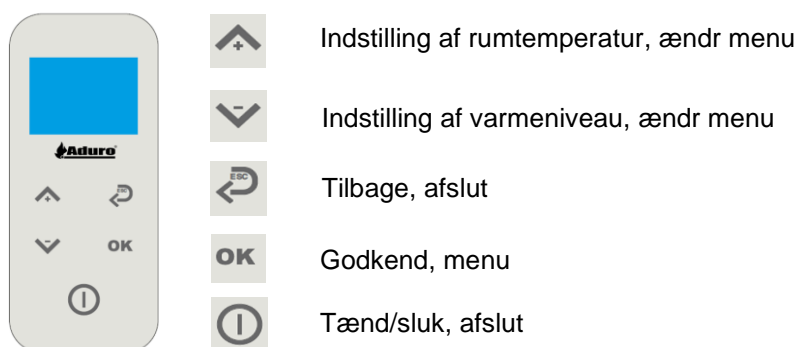 Aduro
ESC
OK
+ Indstilling af rumtemperatur, ændr menu
- Indstilling af varmeniveau, ændr menu
ESC Tilbage, afslut
OK Godkend, menu
Tænd/sluk, afslut